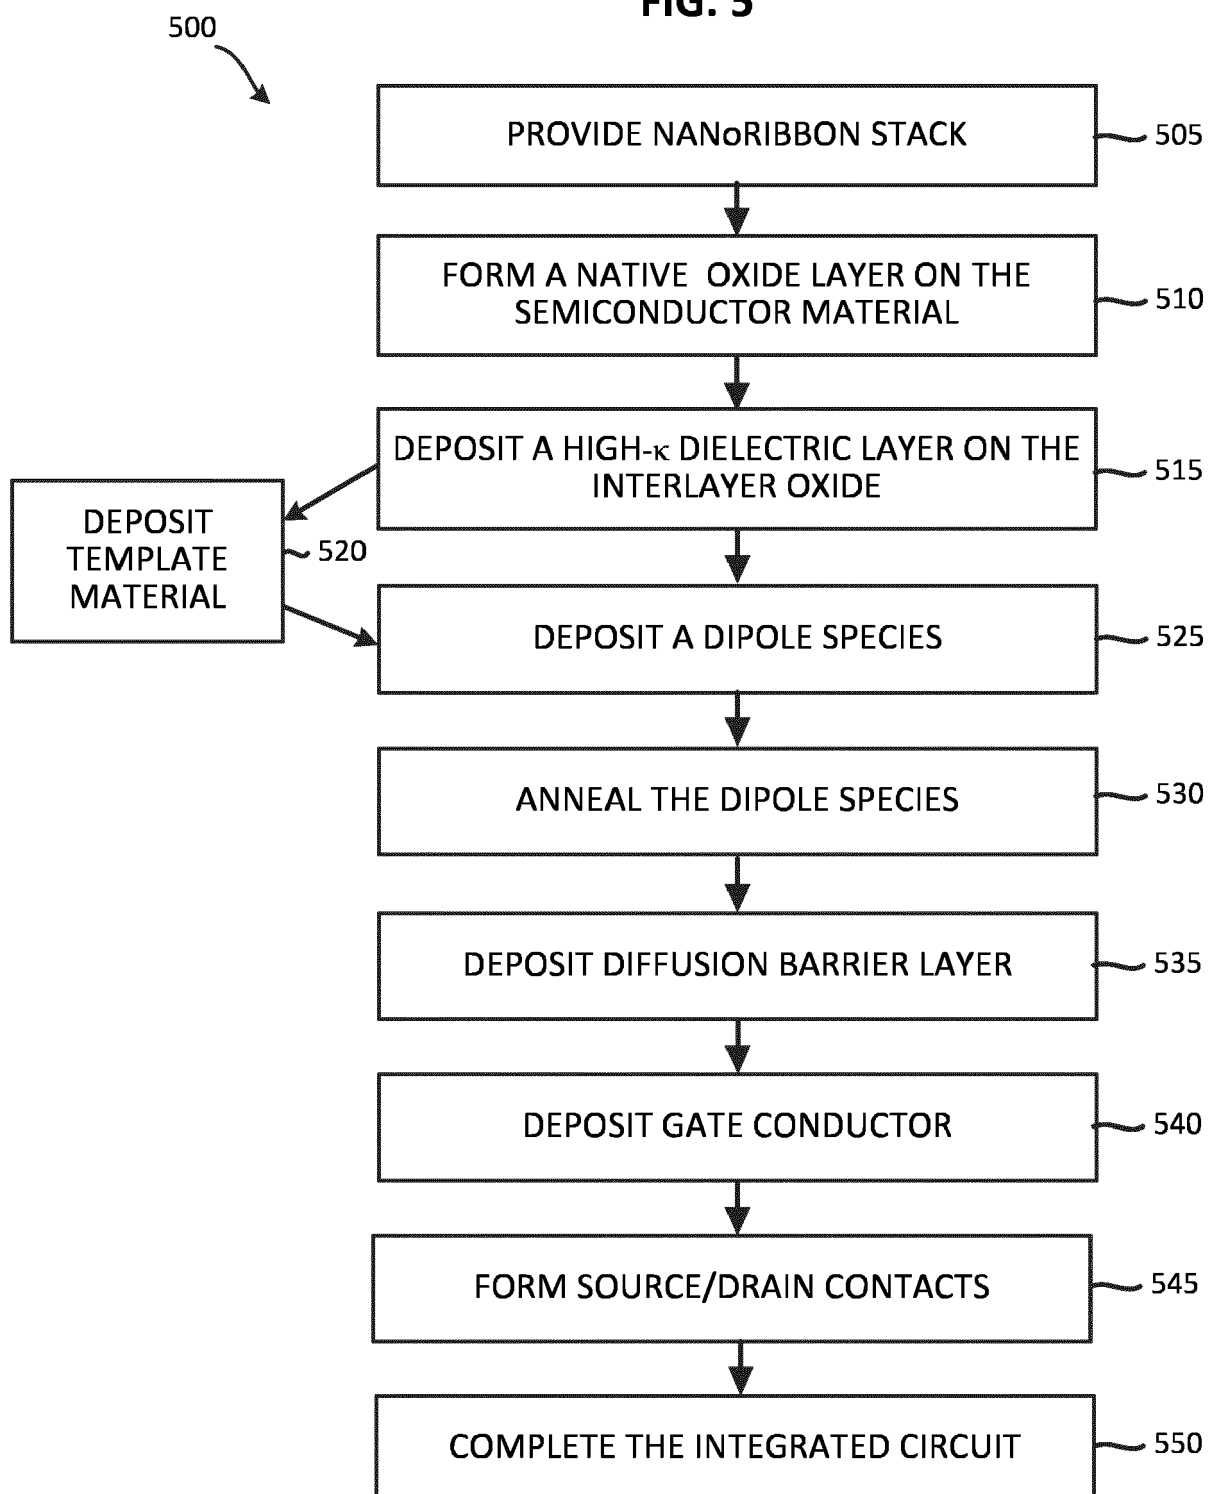 FIG. 5
500
PROVIDE NANoRIBBON STACK
505
FORM A NATIVE OXIDE LAYER ON THE
SEMICONDUCTOR MATERIAL
510
DEPOSIT A HIGH-κ DIELECTRIC LAYER ON THE
INTERLAYER OXIDE
515
DEPOSIT
TEMPLATE
MATERIAL
520
DEPOSIT A DIPOLE SPECIES
525
ANNEAL THE DIPOLE SPECIES
530
DEPOSIT DIFFUSION BARRIER LAYER
535
DEPOSIT GATE CONDUCTOR
540
FORM SOURCE/DRAIN CONTACTS
545
COMPLETE THE INTEGRATED CIRCUIT
550